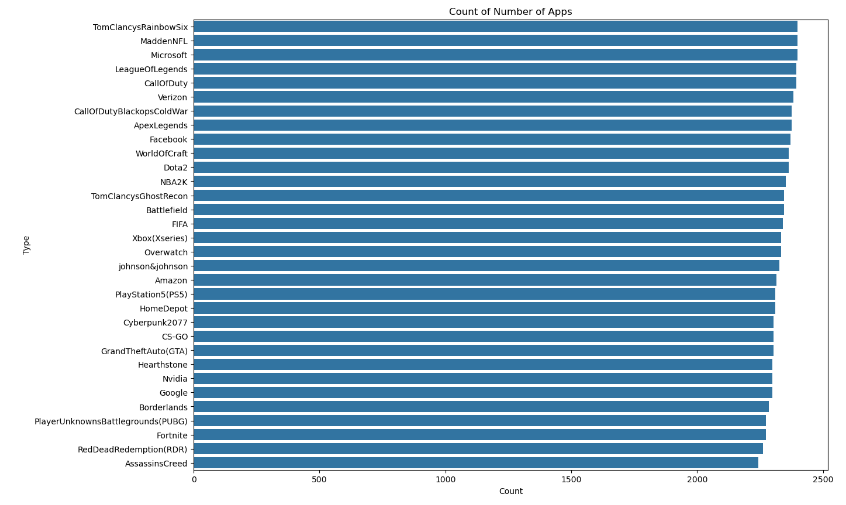 Count of Number of Apps
TomClancysRainbowSix
MaddenNFL
Microsoft
LeagueOfLegends
CallOfDuty
Verizon
CallOfDutyBlackopsColdWar
ApexLegends
Facebook
WorldOfCraft
Dota2
NBA2K
TomClancysGhostRecon
Battlefield
FIFA
Xbox(Xseries)
Overwatch
johnson&johnson
Amazon
PlayStation5(PS5)
HomeDepot
Cyberpunk2077
CS-GO
GrandTheftAuto(GTA)
Hearthstone
Nvidia
Google
Borderlands
PlayerUnknownsBattlegrounds(PUBG)
Fortnite
RedDeadRedemption(RDR)
AssassinsCreed
Type
0 500 1000 1500 2000 2500
Count